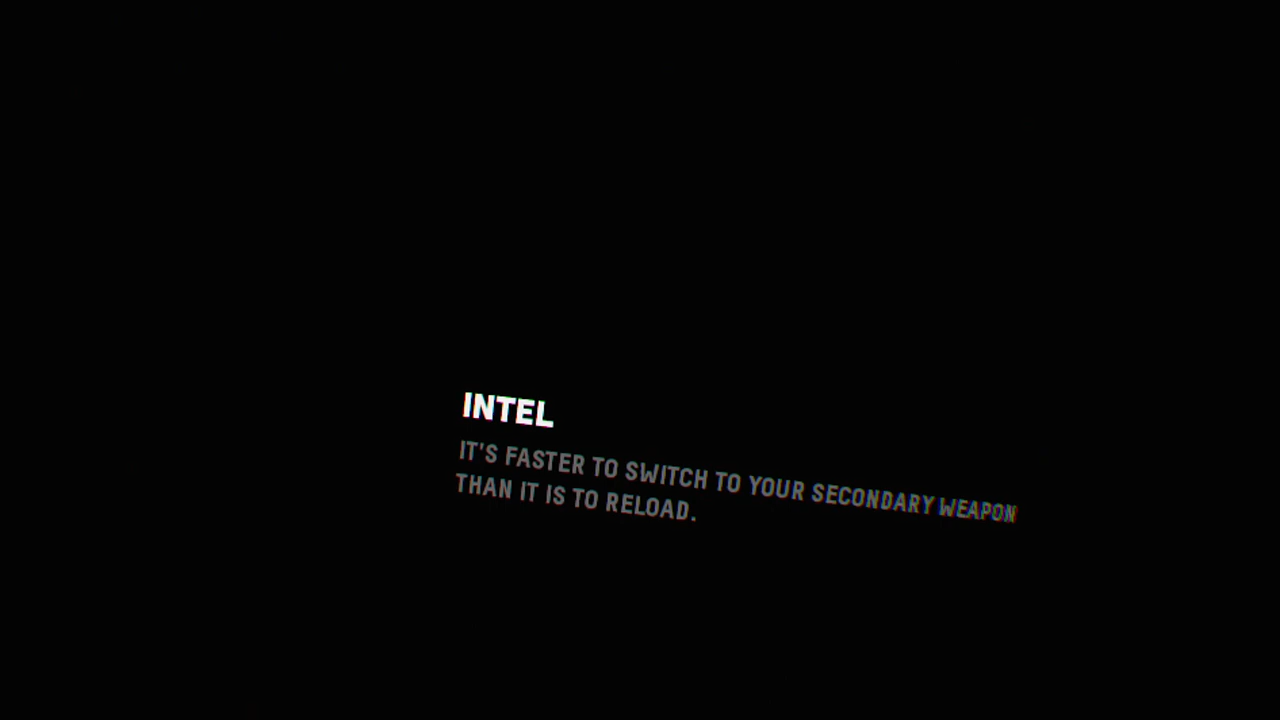 INTEL
IT'S FASTER TO SWITCH TO YOUR SECONDARY WEAPON
THAN IT IS TO RELOAD.